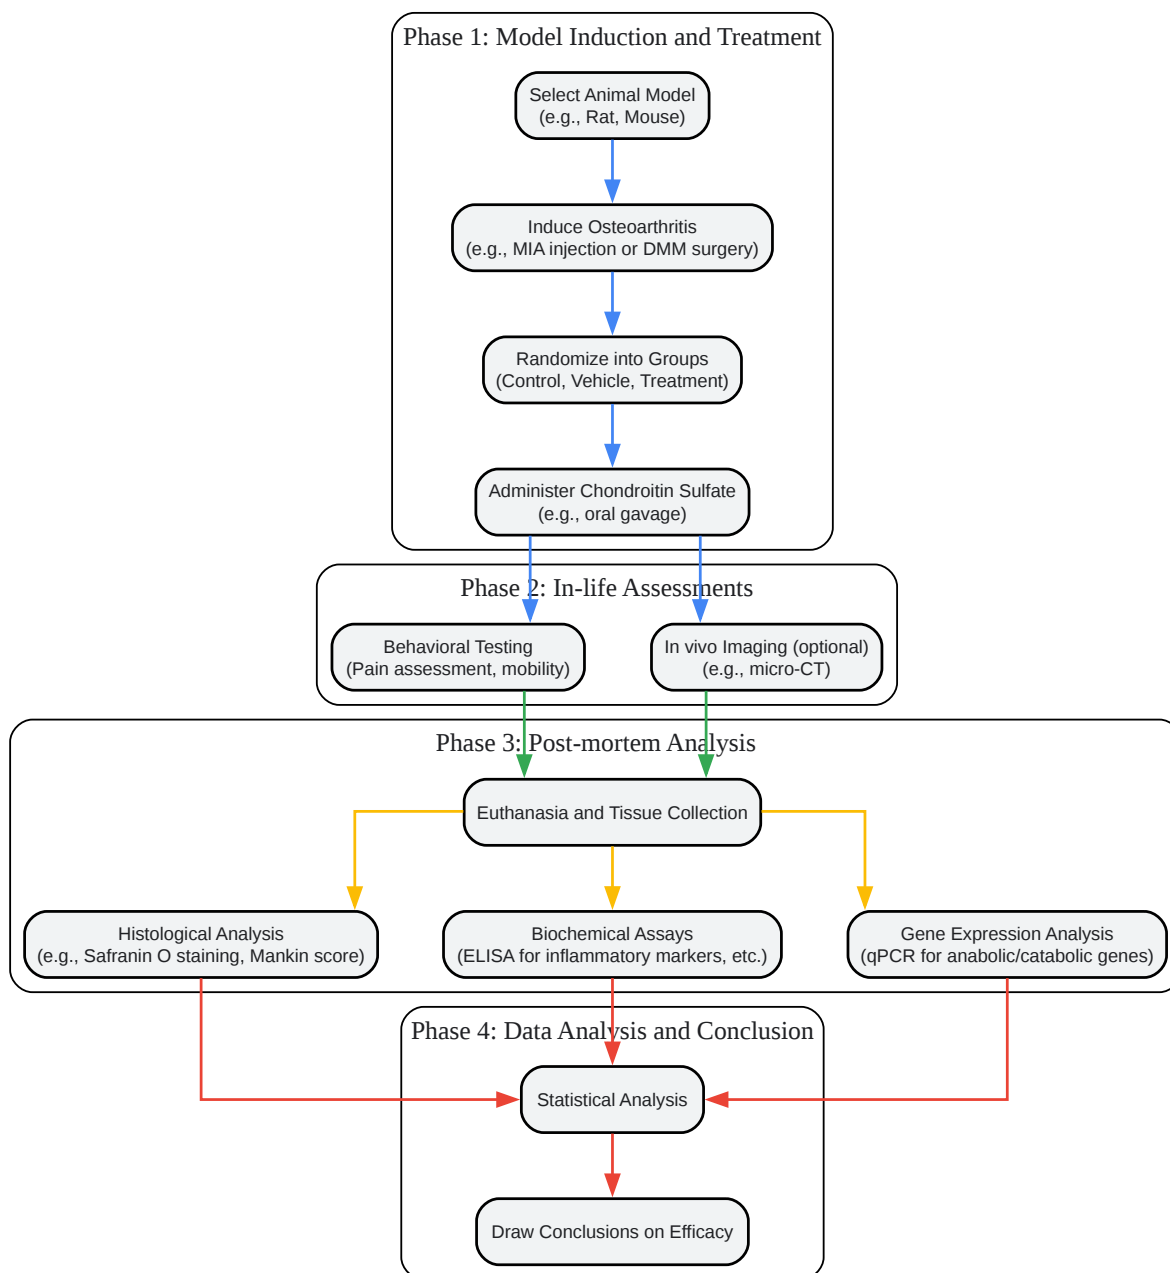 Phase 1: Model Induction and Treatment
Select Animal Model
(e.g., Rat, Mouse)
Induce Osteoarthritis
(e.g., MIA injection or DMM surgery)
Randomize into Groups
(Control, Vehicle, Treatment)
Administer Chondroitin Sulfate
(e.g., oral gavage)
Phase 2: In-life Assessments
Behavioral Testing
(Pain assessment, mobility)
In vivo Imaging (optional)
(e.g., micro-CT)
Phase 3: Post-mortem Analysis
Euthanasia and Tissue Collection
Histological Analysis
(e.g., Safranin O staining, Mankin score)
Biochemical Assays
(ELISA for inflammatory markers, etc.)
Gene Expression Analysis
(qPCR for anabolic/catabolic genes)
Phase 4: Data Analysis and Conclusion
Statistical Analysis
Draw Conclusions on Efficacy